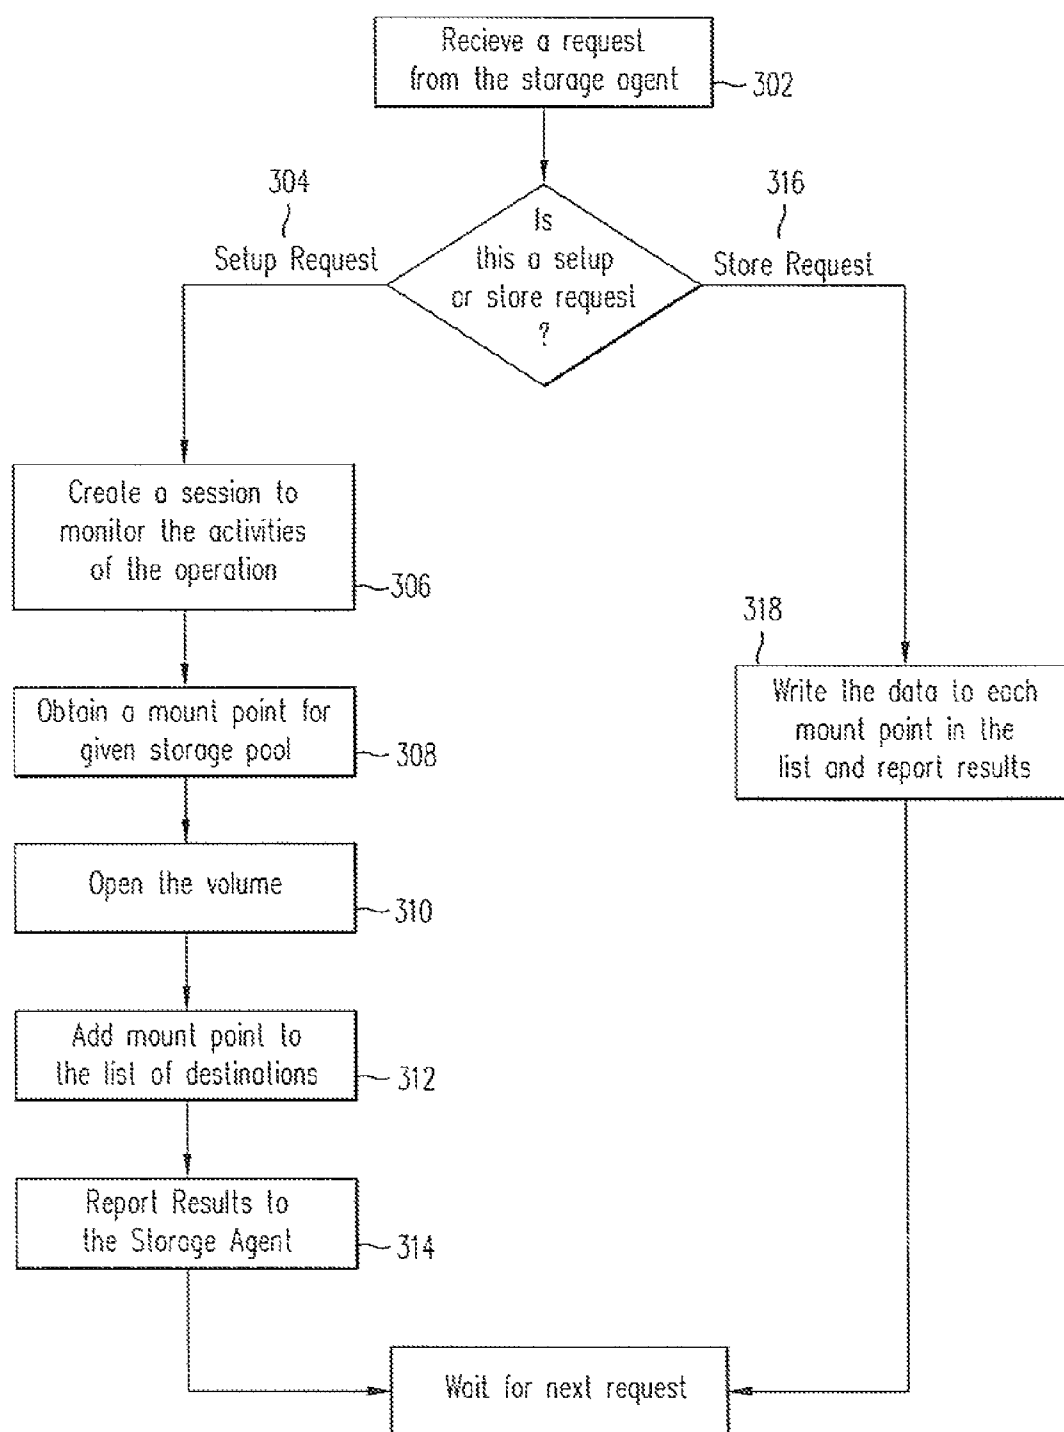 Recieve a request
from the storage agent
302
304
Setup Request
Is
this a setup
or store request
?
316
Store Request
Create a session to
monitor the activities
of the operation
306
Obtain a mount point for
given storage pool
308
Open the volume
310
Add mount point to
the list of destinations
312
Report Results to
the Storage Agent
314
318
Write the data to each
mount point in the
list and report results
Wait for next request